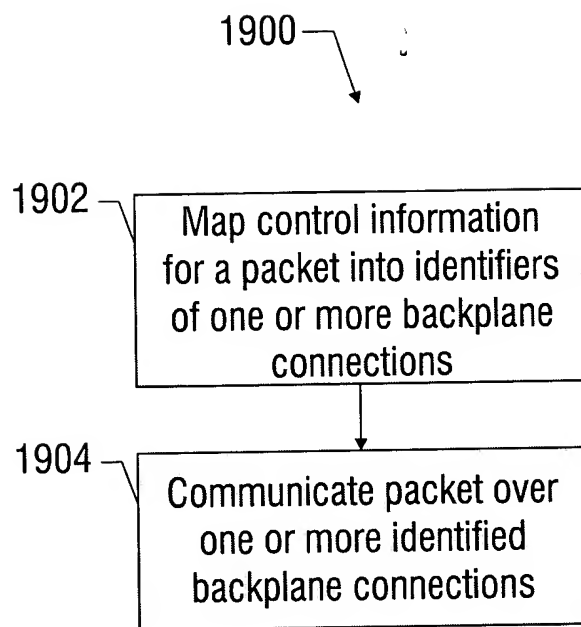 1900
1902
Map control information
for a packet into identifiers
of one or more backplane
connections
1904
Communicate packet over
one or more identified
backplane connections